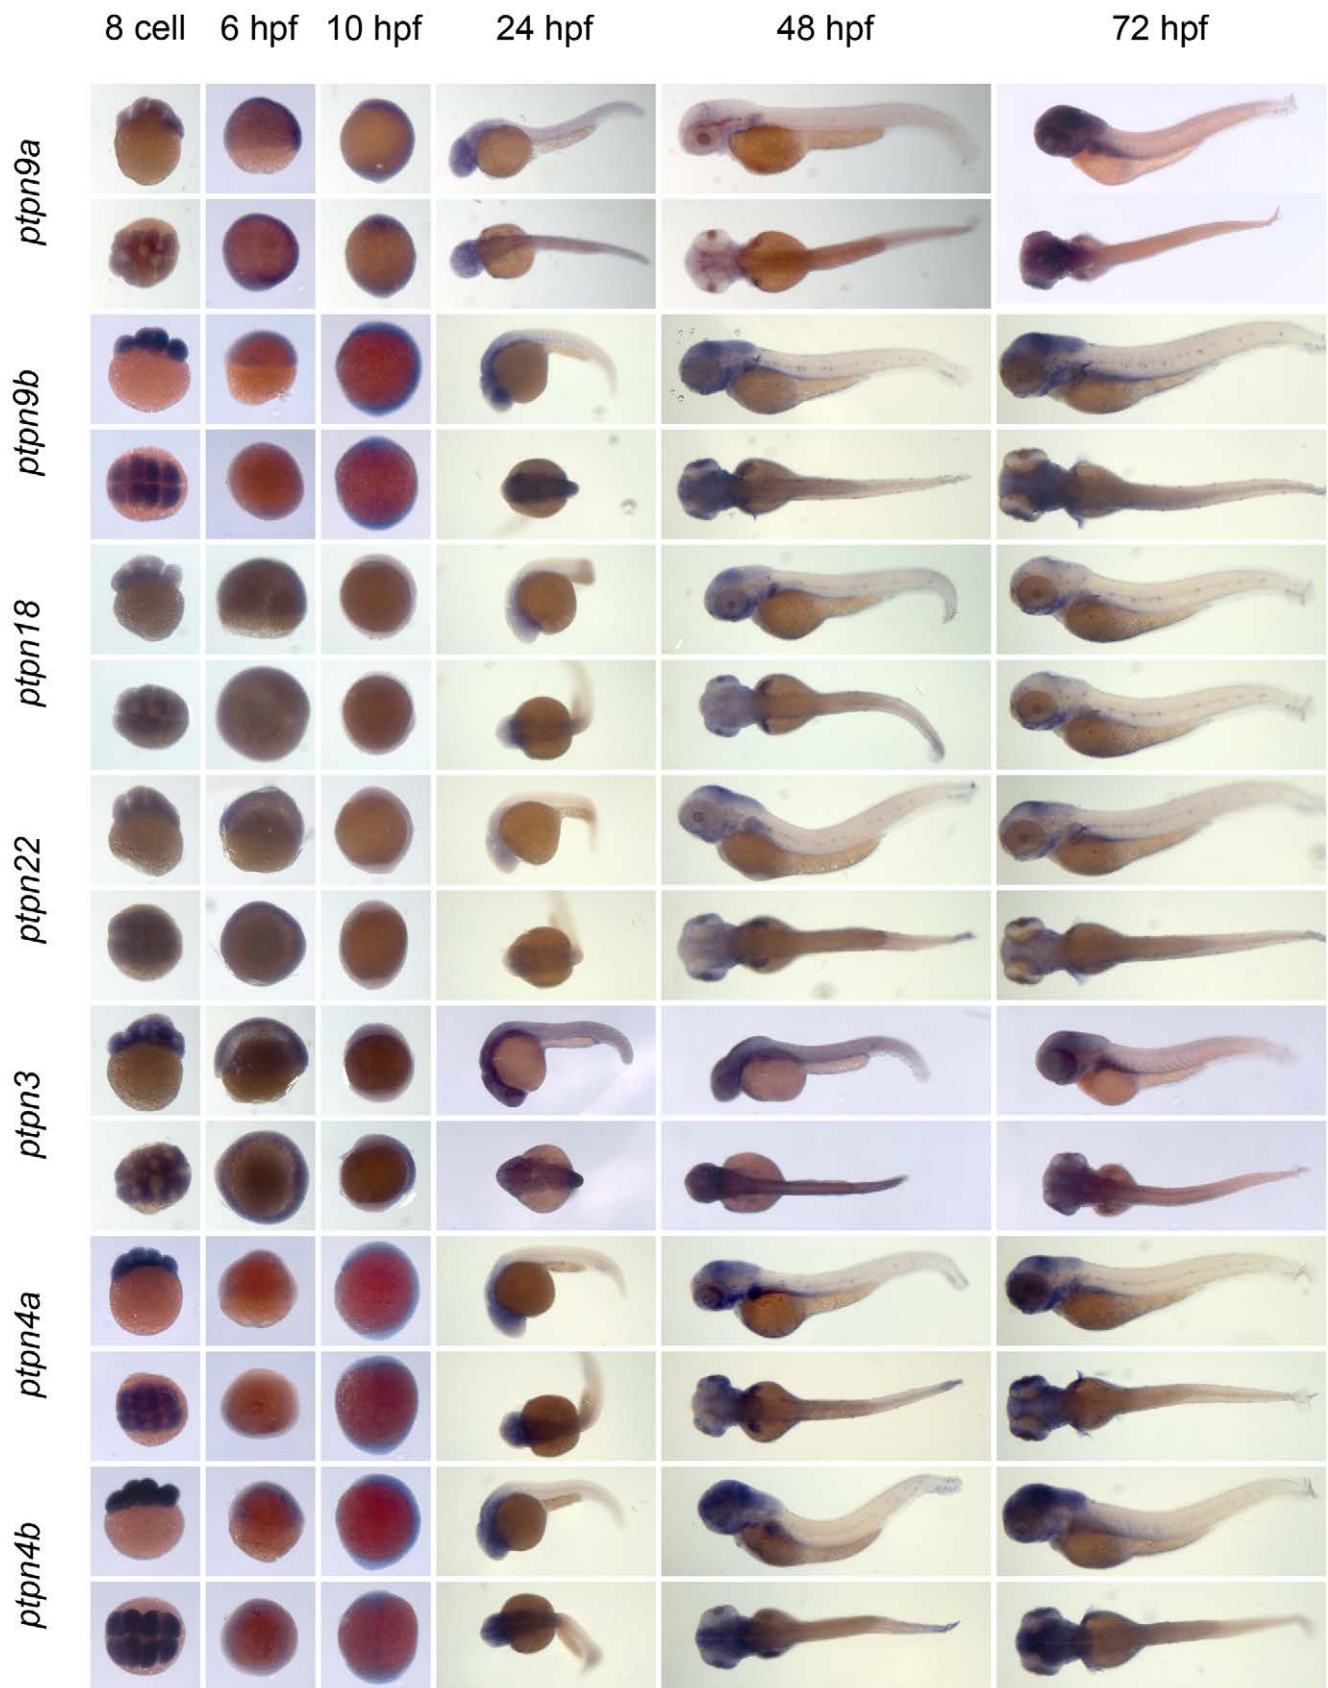 8 cell 6 hpf 10 hpf 24 hpf 48 hpf 72 hpf
ptpn9a
ptpn9b
ptpn18
ptpn22
ptpn3
ptpn4a
ptpn4b